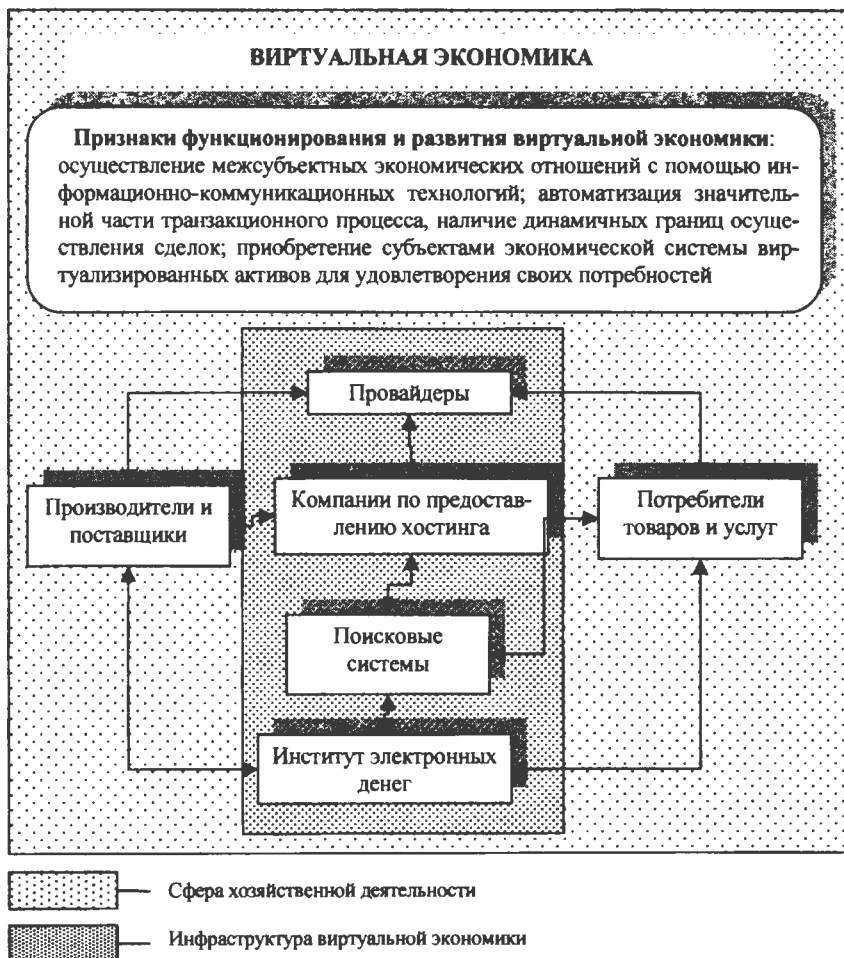 ВИРТУАЛЬНАЯ ЭКОНОМИКА
Признаки функционирования и развития виртуальной экономики:
осуществление межсубъектных экономических отношений с помощью ин-
формационно-коммуникационных технологий; автоматизация значитель-
ной части транзакционного процесса, наличие динамичных границ осуще-
ствления сделок; приобретение субъектами экономической системы вир-
туализированных активов для удовлетворения своих потребностей
Провайдеры
Производители и
поставщики
Компании по предостав-
лению хостинга
Потребители
товаров и услуг
Поисковые
системы
Институт электронных
денег
Сфера хозяйственной деятельности
Инфраструктура виртуальной экономики